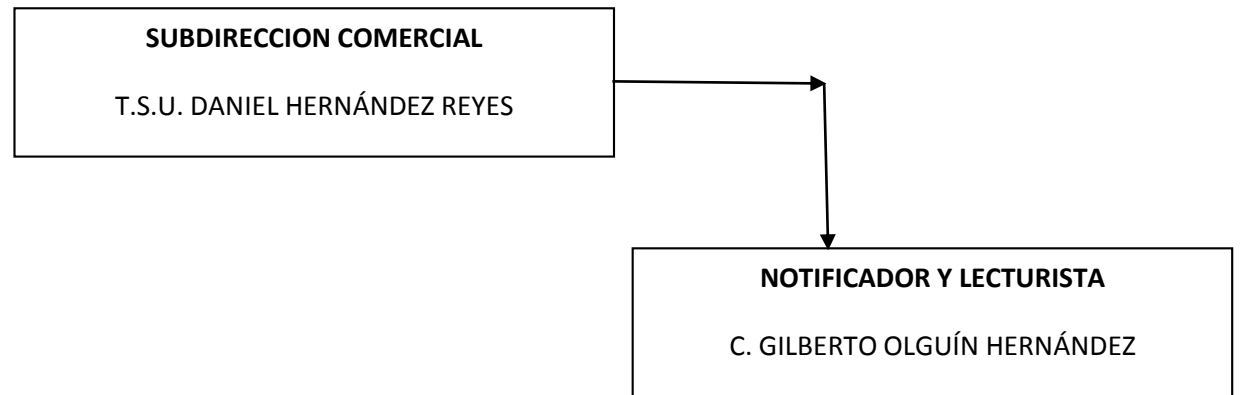 SUBDIRECCION COMERCIAL
T.S.U. DANIEL HERNÁNDEZ REYES
NOTIFICADOR Y LECTURISTA
C. GILBERTO OLGUÍN HERNÁNDEZ